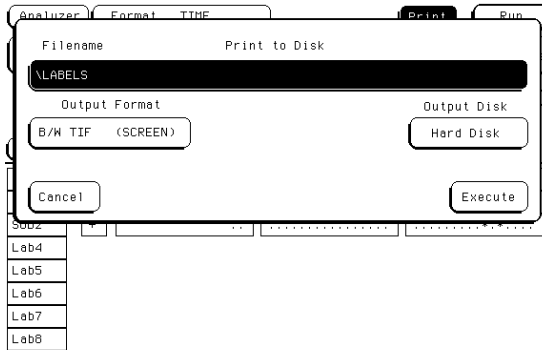 Analyzer Format TIME Print Run
Filename Print to Disk
\LABELS
Output Format Output Disk
B/W TIF (SCREEN) Hard Disk
Cancel Execute
+ .. ................ .........*.*....
Lab4
Lab5
Lab6
Lab7
Lab8